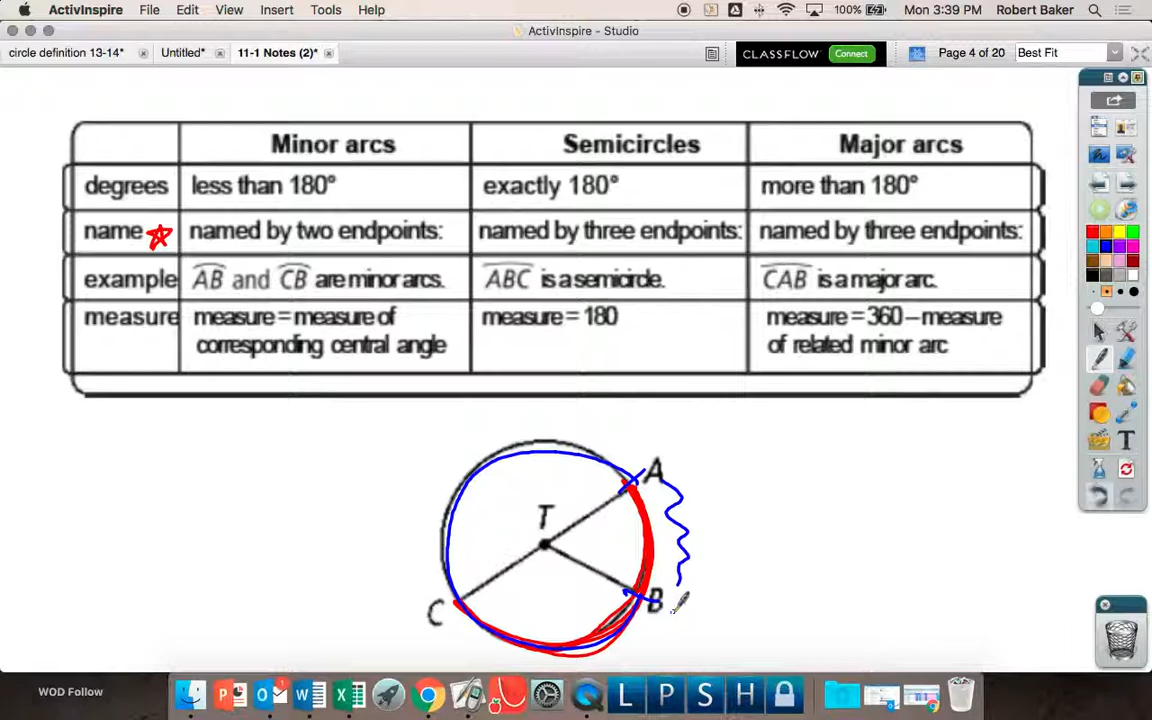 ActivInspire File Edit View Insert Tools Help 100% Mon 3:39 PM Robert Baker
ActivInspire - Studio
circle definition 13-14* Untitled* 11-1 Notes (2)* CLASSFLOW Connect Page 4 of 20 Best Fit
Minor arcs Semicircles Major arcs
degrees less than 180° exactly 180° more than 180°
name named by two endpoints: named by three endpoints: named by three endpoints:
example AB and CB are minor arcs. ABC is a semicircle. CAB is a major arc.
measure measure = measure of measure = 180 measure = 360 – measure
corresponding central angle of related minor arc
A
T
C B
WOD Follow
L P S H